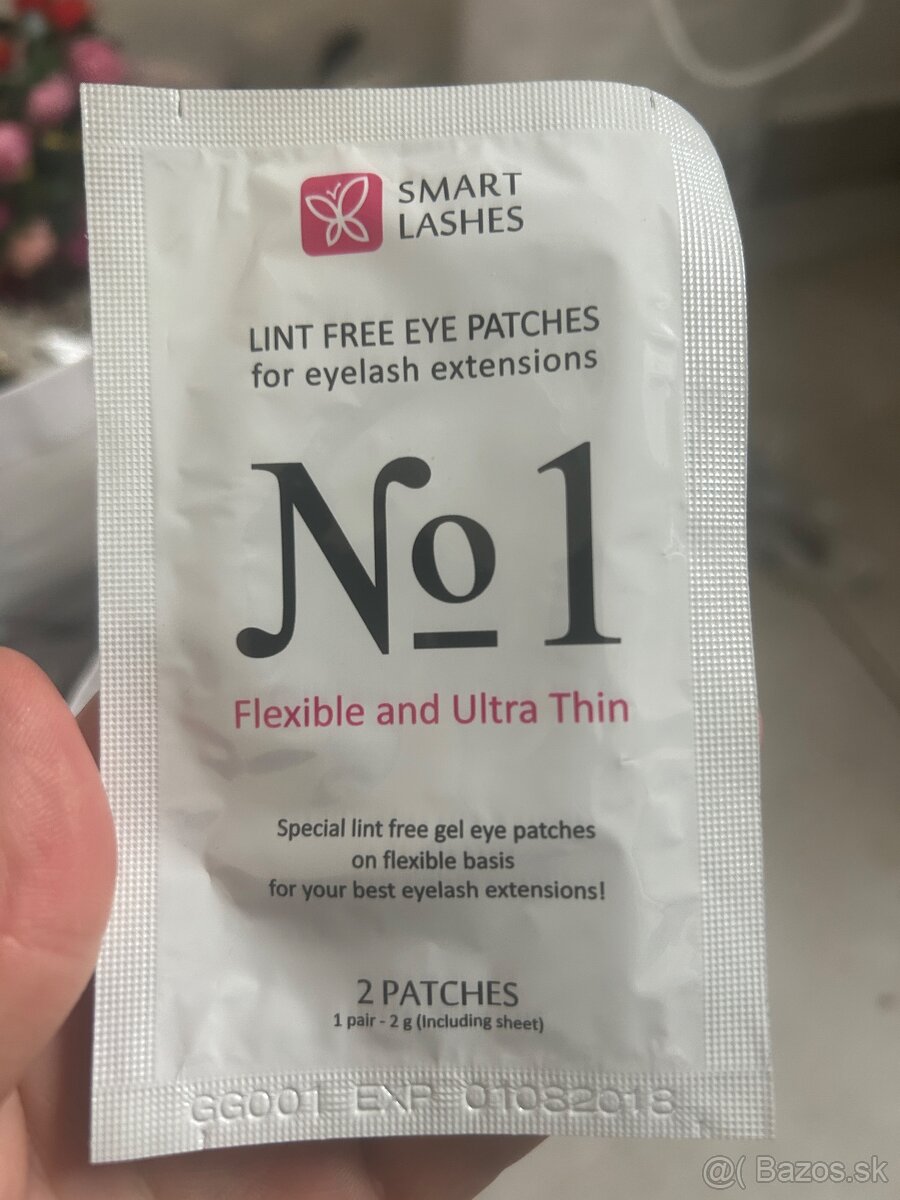 SMART
LASHES
LINT FREE EYE PATCHES
for eyelash extensions
№ 1
Flexible and Ultra Thin
Special lint free gel eye patches
on flexible basis
for your best eyelash extensions!
2 PATCHES
1 pair - 2 g (Including sheet)
GG001 EXP 01082018
@( Bazos.sk